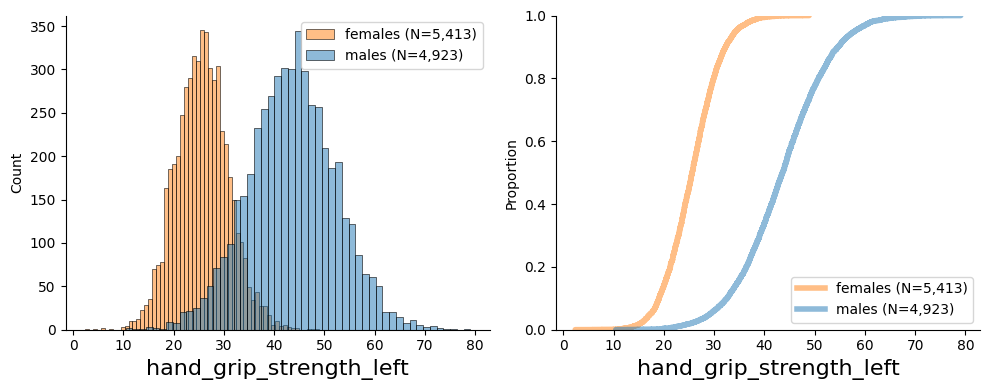 350
300
250
200
150
100
50
0
Count
females (N=5,413)
males (N=4,923)
0 10 20 30 40 50 60 70 80
hand_grip_strength_left
1.0
0.8
0.6
0.4
0.2
0.0
Proportion
females (N=5,413)
males (N=4,923)
0 10 20 30 40 50 60 70 80
hand_grip_strength_left